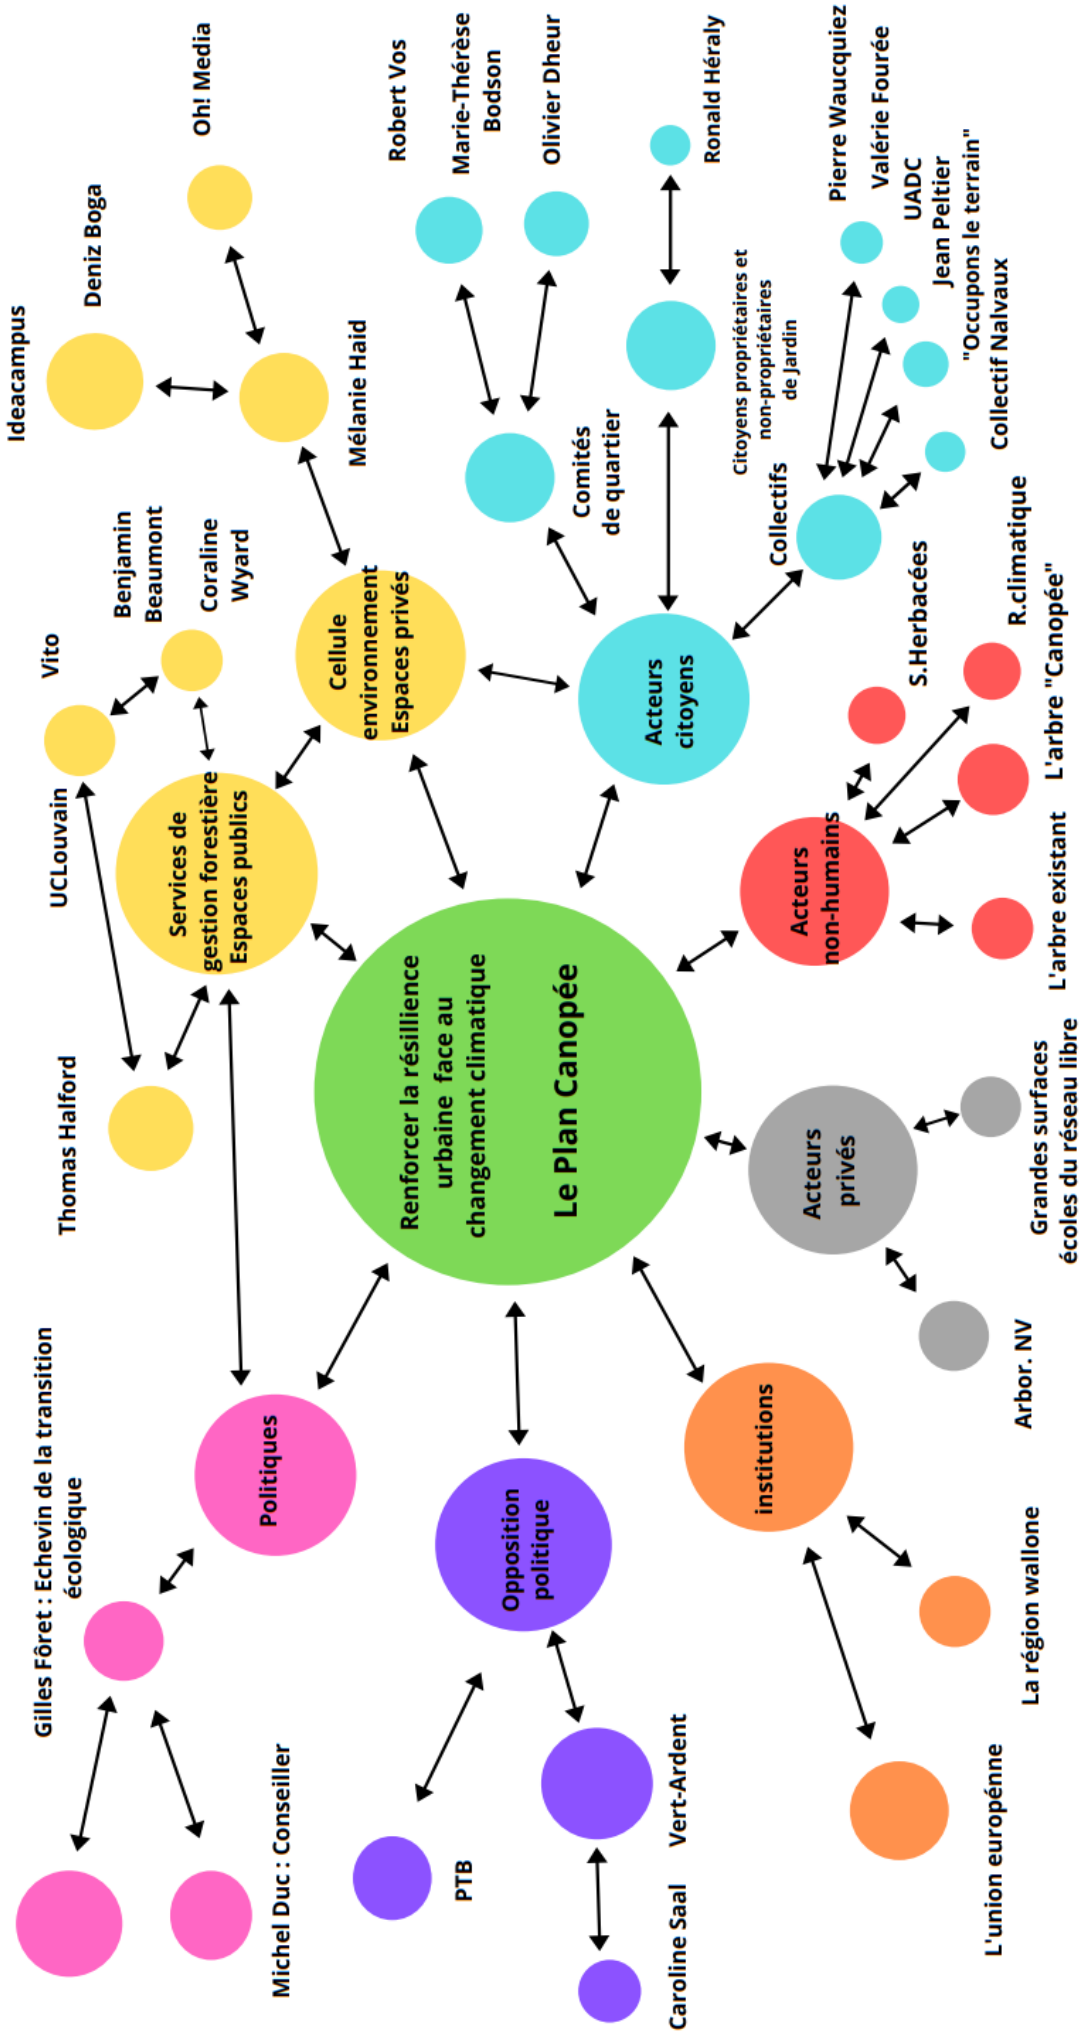 Gilles Fôret : Echevin de la transition
écologique
Michel Duc : Conseiller
Politiques
Thomas Halford
UCLouvain
Vito
Benjamin
Beaumont
Coraline
Wyard
Services de
gestion forestière
Espaces publics
Ideacampus
Deniz Boga
Oh! Media
Mélanie Haid
Cellule
environnement
Espaces privés
Robert Vos
Marie-Thérèse
Bodson
Olivier Dheur
Comités
de quartier
Ronald Héraly
Citoyens propriétaires et
non-propriétaires
de Jardin
Acteurs
citoyens
Collectifs
Pierre Waucquiez
Valérie Fourée
UADC
Jean Peltier
"Occupons le terrain"
Collectif Nalvaux
Renforcer la résillience
urbaine face au
changement climatique
Le Plan Canopée
PTB
Opposition
politique
Caroline Saal
Vert-Ardent
institutions
L'union europénne
La région wallone
Acteurs
privés
Arbor. NV
Grandes surfaces
écoles du réseau libre
Acteurs
non-humains
L'arbre existant
L'arbre "Canopée"
R.climatique
S.Herbacées